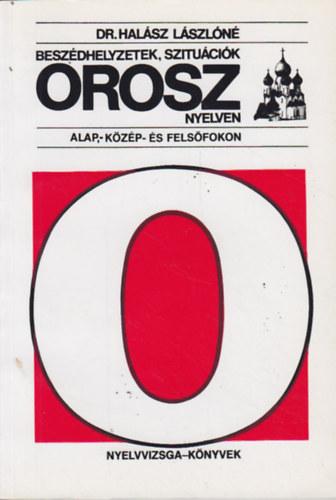 DR. HALÁSZ LÁSZLÓNÉ
BESZÉDHELYZETEK, SZITUÁCIÓK
OROSZ
NYELVEN
ALAP,- KÖZÉP- ÉS FELSŐFOKON
O
NYELVVIZSGA–KÖNYVEK